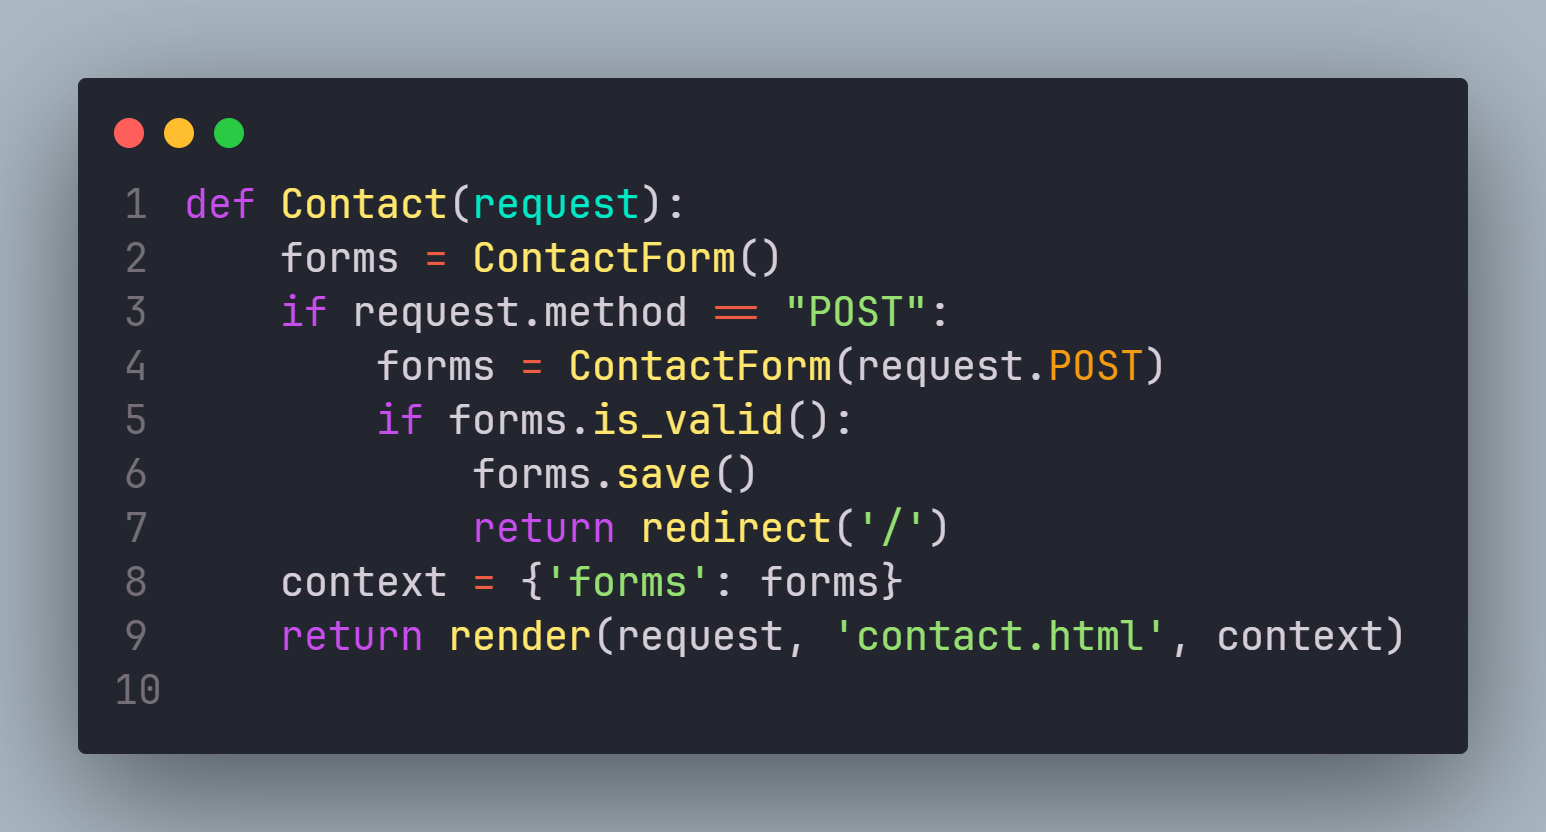 1 def Contact(request):
2     forms = ContactForm()
3     if request.method == "POST":
4         forms = ContactForm(request.POST)
5         if forms.is_valid():
6             forms.save()
7             return redirect('/')
8     context = {'forms': forms}
9     return render(request, 'contact.html', context)
10